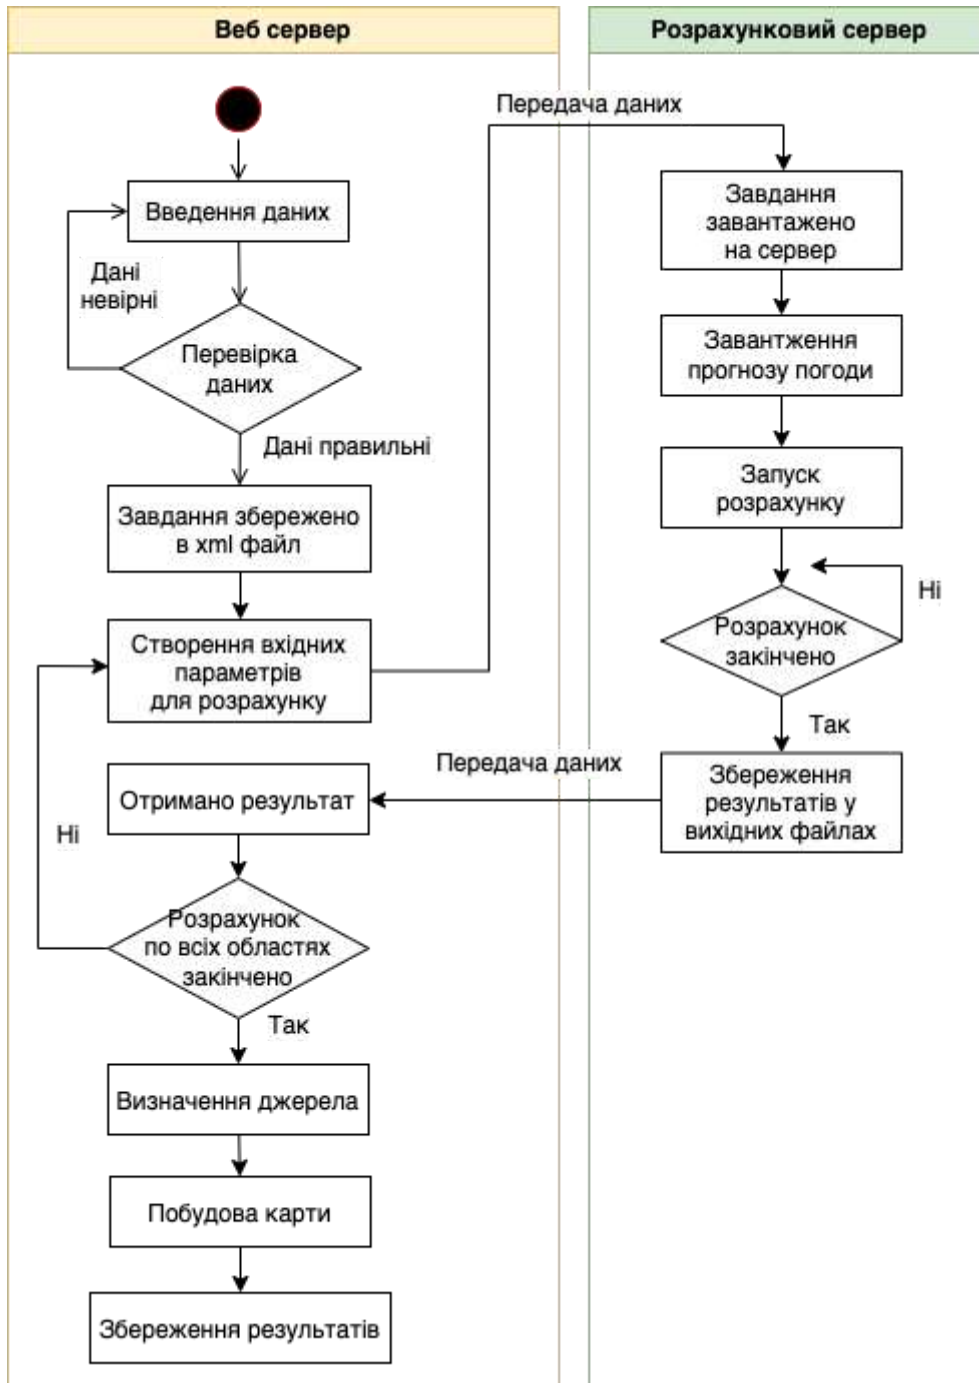 Веб сервер
Розрахунковий сервер
Передача даних
Введення даних
Дані
невірні
Перевірка
даних
Дані правильні
Завдання збережено
в xml файл
Створення вхідних
параметрів
для розрахунку
Завдання
завантажено
на сервер
Завантження
прогнозу погоди
Запуск
розрахунку
Ні
Розрахунок
закінчено
Так
Збереження
результатів у
вихідних файлах
Передача даних
Отримано результат
Ні
Розрахунок
по всіх областях
закінчено
Так
Визначення джерела
Побудова карти
Збереження результатів